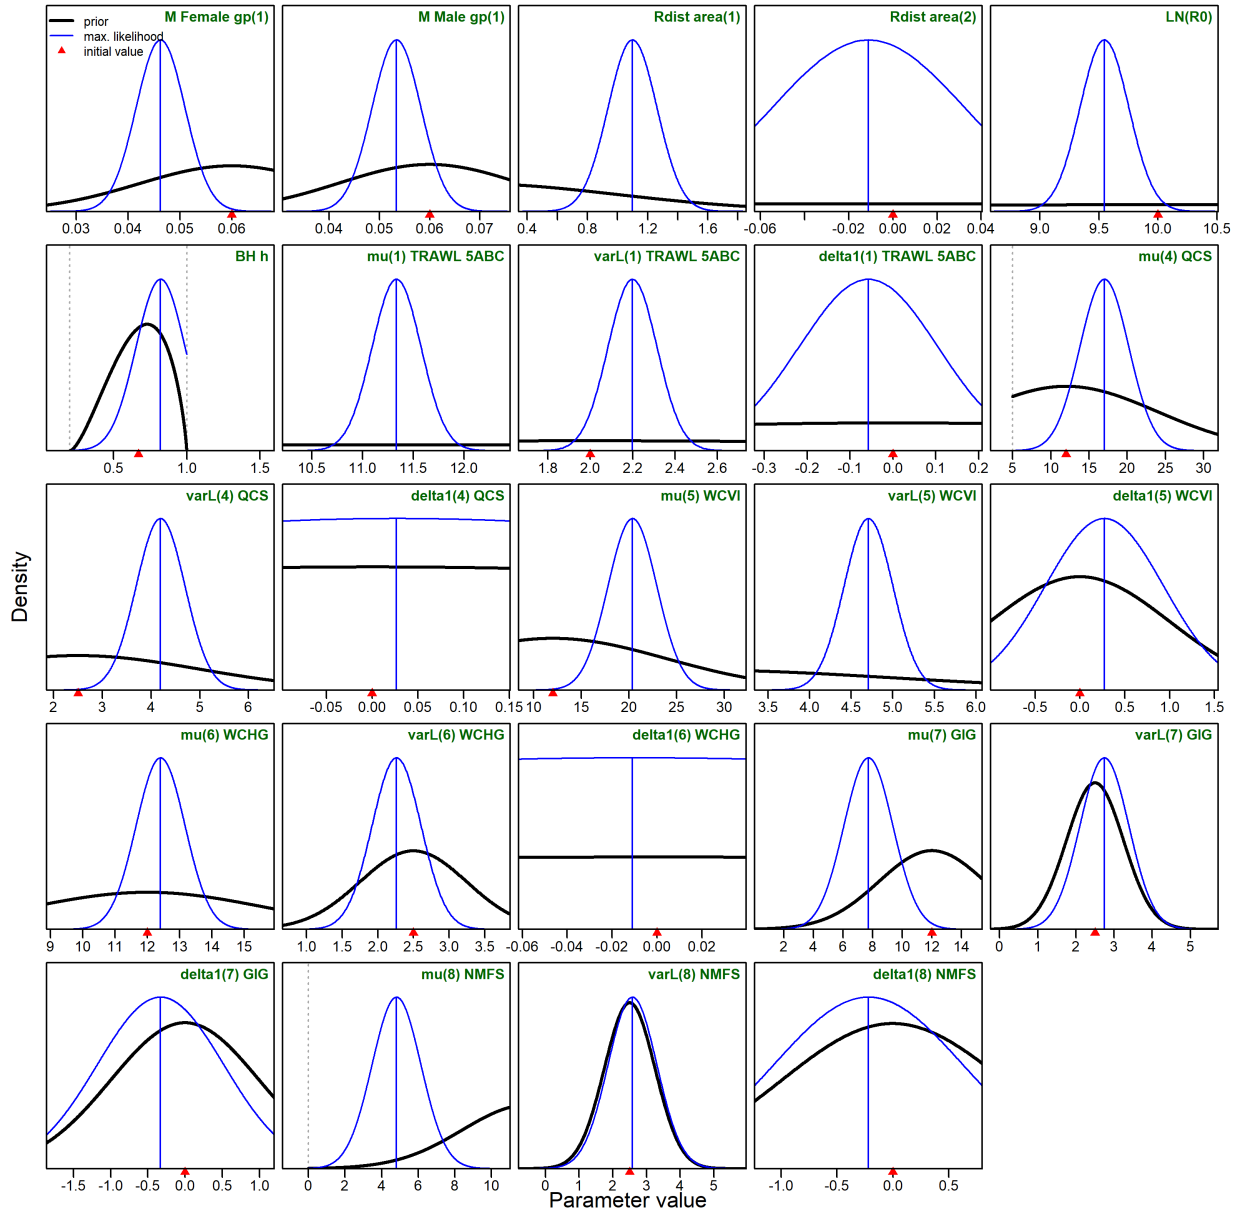 M Female gp(1)
prior
max. likelihood
initial value
0.03 0.04 0.05 0.06
M Male gp(1)
0.04 0.05 0.06 0.07
Rdist area(1)
0.4 0.8 1.2 1.6
Rdist area(2)
-0.06 -0.02 0.00 0.02 0.04
LN(R0)
9.0 9.5 10.0 10.5
BH h
0.5 1.0 1.5
mu(1) TRAWL 5ABC
10.5 11.0 11.5 12.0
varL(1) TRAWL 5ABC
1.8 2.0 2.2 2.4 2.6
delta1(1) TRAWL 5ABC
-0.3 -0.2 -0.1 0.0 0.1 0.2
mu(4) QCS
5 10 15 20 25 30
varL(4) QCS
2 3 4 5 6
delta1(4) QCS
-0.05 0.00 0.05 0.10 0.15
mu(5) WCVI
10 15 20 25 30
varL(5) WCVI
3.5 4.0 4.5 5.0 5.5 6.0
delta1(5) WCVI
-0.5 0.0 0.5 1.0 1.5
mu(6) WCHG
9 10 11 12 13 14 15
varL(6) WCHG
1.0 1.5 2.0 2.5 3.0 3.5
delta1(6) WCHG
-0.06 -0.04 -0.02 0.00 0.02
mu(7) GIG
2 4 6 8 10 12 14
varL(7) GIG
0 1 2 3 4 5
delta1(7) GIG
-1.5 -1.0 -0.5 0.0 0.5 1.0
mu(8) NMFS
0 2 4 6 8 10
varL(8) NMFS
0 1 2 3 4 5
delta1(8) NMFS
-1.0 -0.5 0.0 0.5
Density
Parameter value